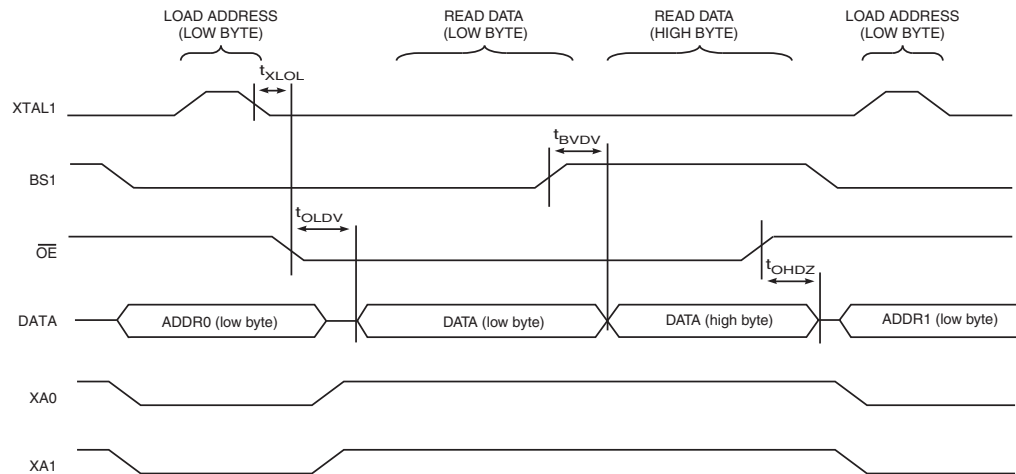 LOAD ADDRESS
(LOW BYTE)
READ DATA
(LOW BYTE)
READ DATA
(HIGH BYTE)
LOAD ADDRESS
(LOW BYTE)
tXLOL
XTAL1
tBVDV
BS1
tOLDV
OE
tOHDZ
DATA
ADDR0 (low byte)
DATA (low byte)
DATA (high byte)
ADDR1 (low byte)
XA0
XA1